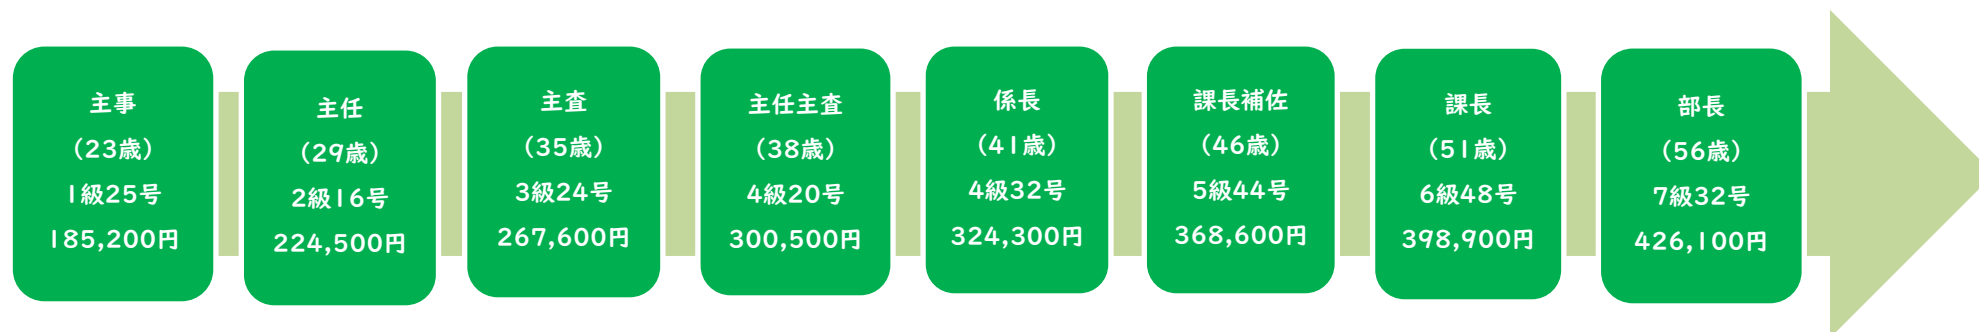 主事
(23歳)
1級25号
185,200円
主任
(29歳)
2級16号
224,500円
主査
(35歳)
3級24号
267,600円
主任主査
(38歳)
4級20号
300,500円
係長
(41歳)
4級32号
324,300円
課長補佐
(46歳)
5級44号
368,600円
課長
(51歳)
6級48号
398,900円
部長
(56歳)
7級32号
426,100円